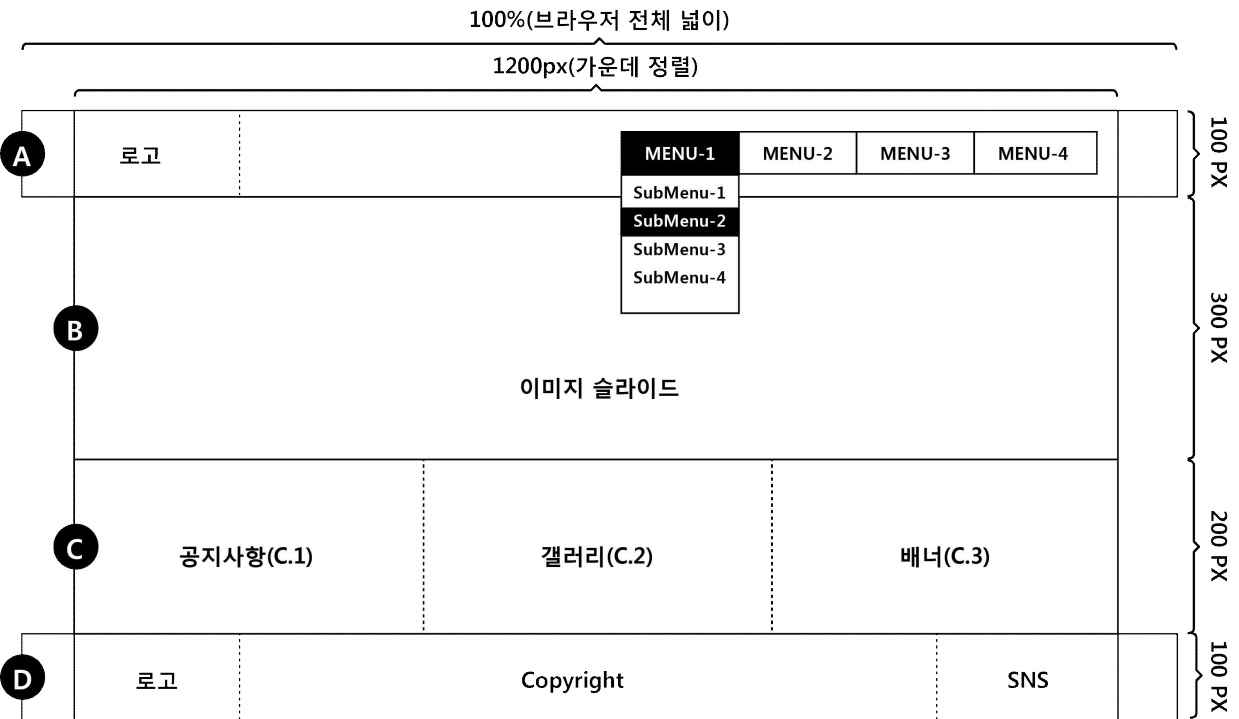 100%(브라우저 전체 넓이)
1200px(가운데 정렬)
A
로고
MENU-1
MENU-2
MENU-3
MENU-4
100 PX
SubMenu-1
SubMenu-2
SubMenu-3
SubMenu-4
B
이미지 슬라이드
300 PX
C
공지사항(C.1)
갤러리(C.2)
배너(C.3)
200 PX
D
로고
Copyright
SNS
100 PX